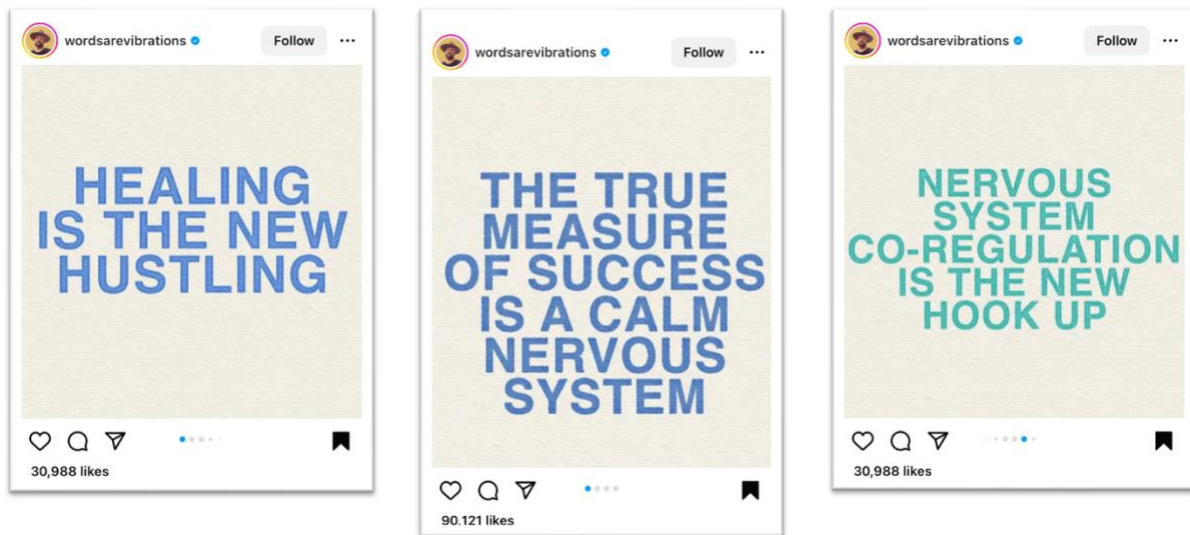 wordsarevibrations
Follow
HEALING
IS THE NEW
HUSTLING
30,988 likes
wordsarevibrations
Follow
THE TRUE
MEASURE
OF SUCCESS
IS A CALM
NERVOUS
SYSTEM
90.121 likes
wordsarevibrations
Follow
NERVOUS
SYSTEM
CO-REGULATION
IS THE NEW
HOOK UP
30,988 likes